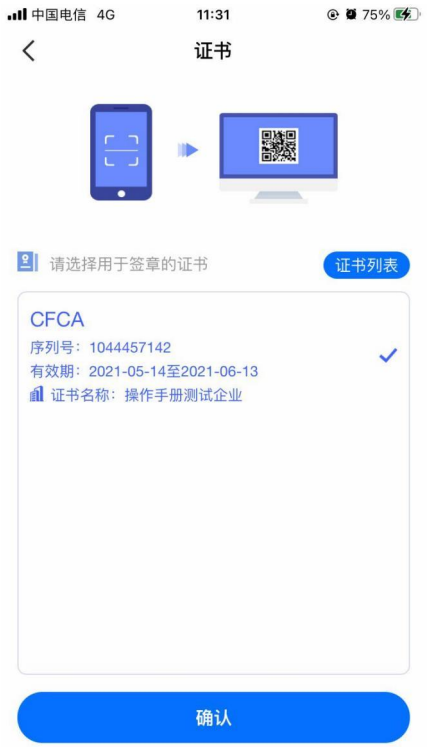 中国电信 4G 11:31 75%
证书
请选择用于签章的证书 证书列表
CFCA
序列号：1044457142
有效期：2021-05-14至2021-06-13
证书名称：操作手册测试企业
确认